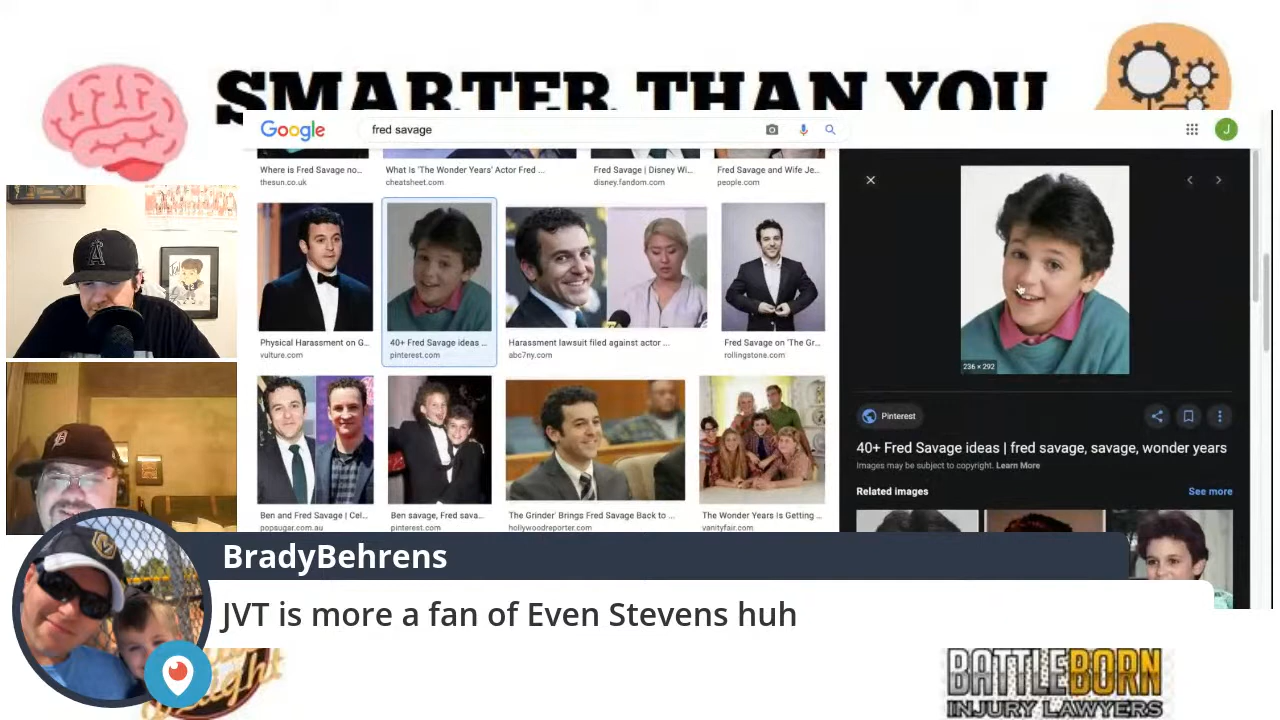 SMARTER THAN YOU
Google
fred savage
J
Where is Fred Savage no...
thesun.co.uk
What Is 'The Wonder Years' Actor Fred ...
cheatsheet.com
Fred Savage | Disney Wi...
disney.fandom.com
Fred Savage and Wife Je...
people.com
Physical Harassment on G...
vulture.com
40+ Fred Savage ideas ...
pinterest.com
Harassment lawsuit filed against actor ...
abc7ny.com
Fred Savage on 'The Gr...
rollingstone.com
Ben and Fred Savage | Cel...
popsugar.com.au
Ben savage, Fred sava...
pinterest.com
'The Grinder' Brings Fred Savage Back to ...
hollywoodreporter.com
The Wonder Years Is Getting ...
vanityfair.com
236 × 292
Pinterest
40+ Fred Savage ideas | fred savage, savage, wonder years
Images may be subject to copyright. Learn More
Related images
See more
BradyBehrens
JVT is more a fan of Even Stevens huh
BATTLEBORN
INJURY LAWYERS